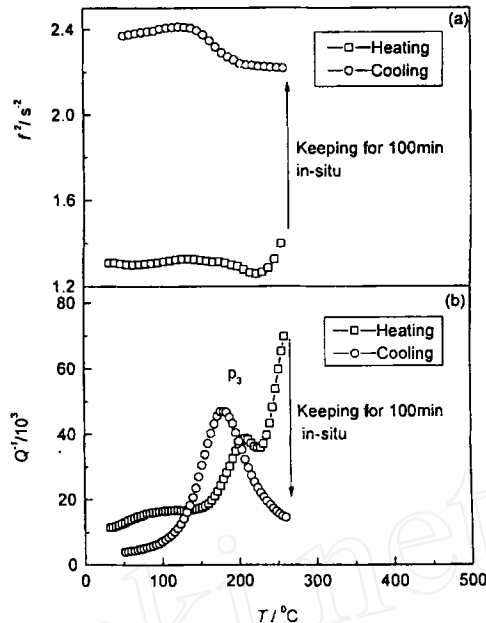 (a)
2.4
Heating
Cooling
f²/s⁻²
2.0
Keeping for 100min
in-situ
1.6
1.2
80
(b)
Heating
Cooling
60
p₃
Keeping for 100min
in-situ
Q⁻¹/10³
40
20
0
0 100 200 300 400 500
T / ⁰C